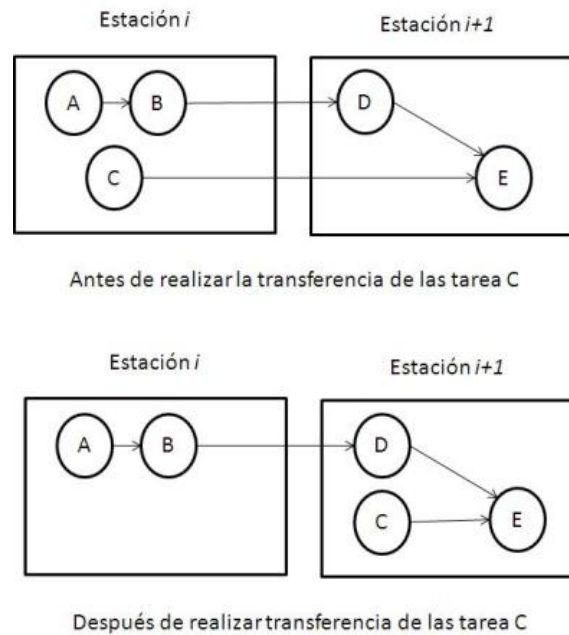 Estación i
Estación i+1
A
B
D
C
E
Antes de realizar la transferencia de las tarea C
Estación i
Estación i+1
A
B
D
C
E
Después de realizar transferencia de las tarea C